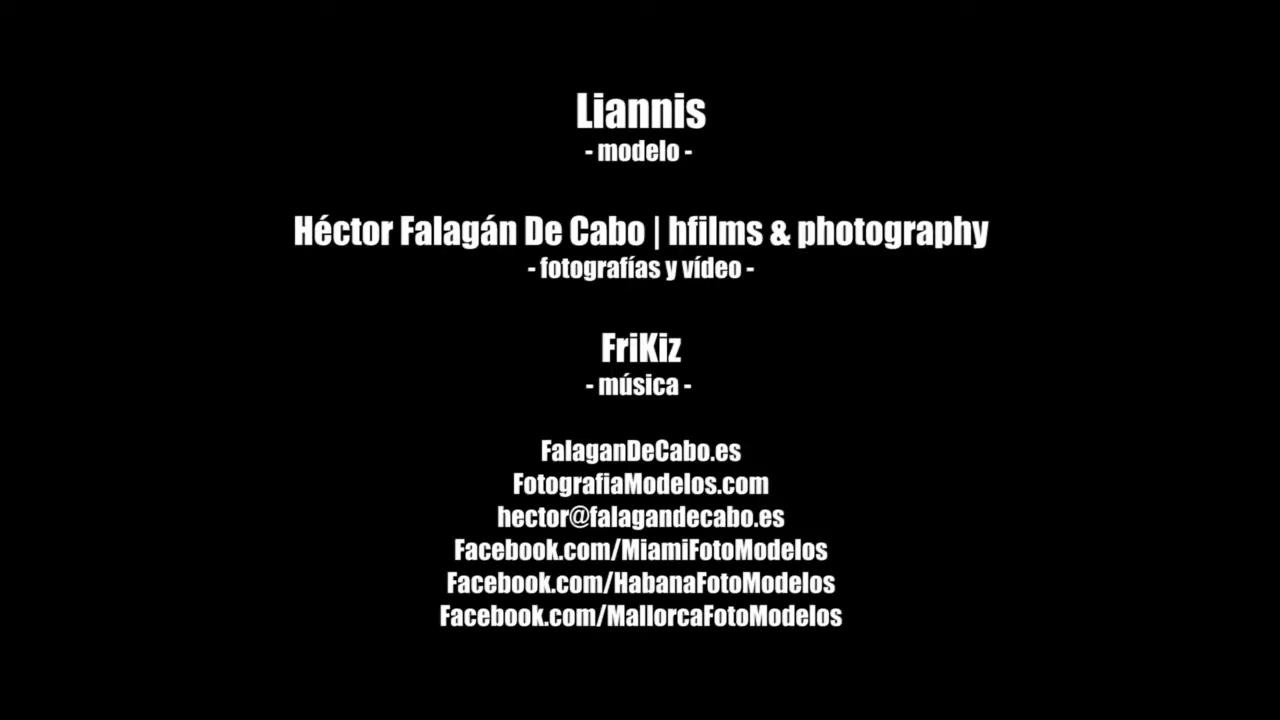 Liannis
- modelo -
Héctor Falagán De Cabo | hfilms & photography
- fotografías y vídeo -
FriKiz
- música -
FalaganDeCabo.es
FotografiaModelos.com
hector@falagandecabo.es
Facebook.com/MiamiFotoModelos
Facebook.com/HabanaFotoModelos
Facebook.com/MallorcaFotoModelos